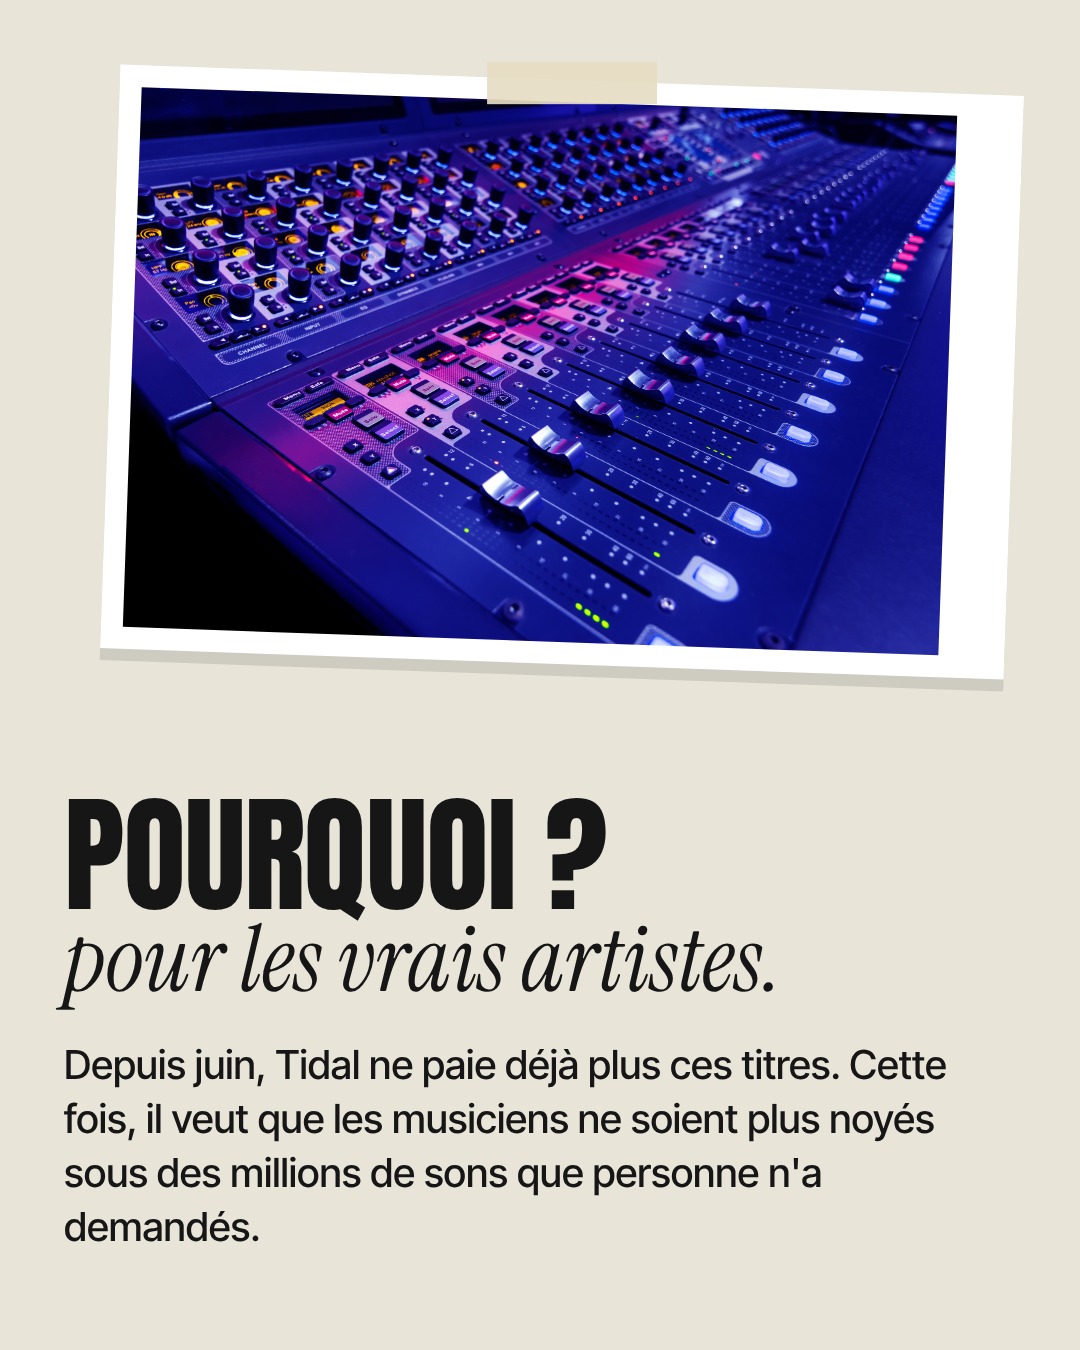 POURQUOI ?
pour les vrais artistes.
Depuis juin, Tidal ne paie déjà plus ces titres. Cette
fois, il veut que les musiciens ne soient plus noyés
sous des millions de sons que personne n'a
demandés.